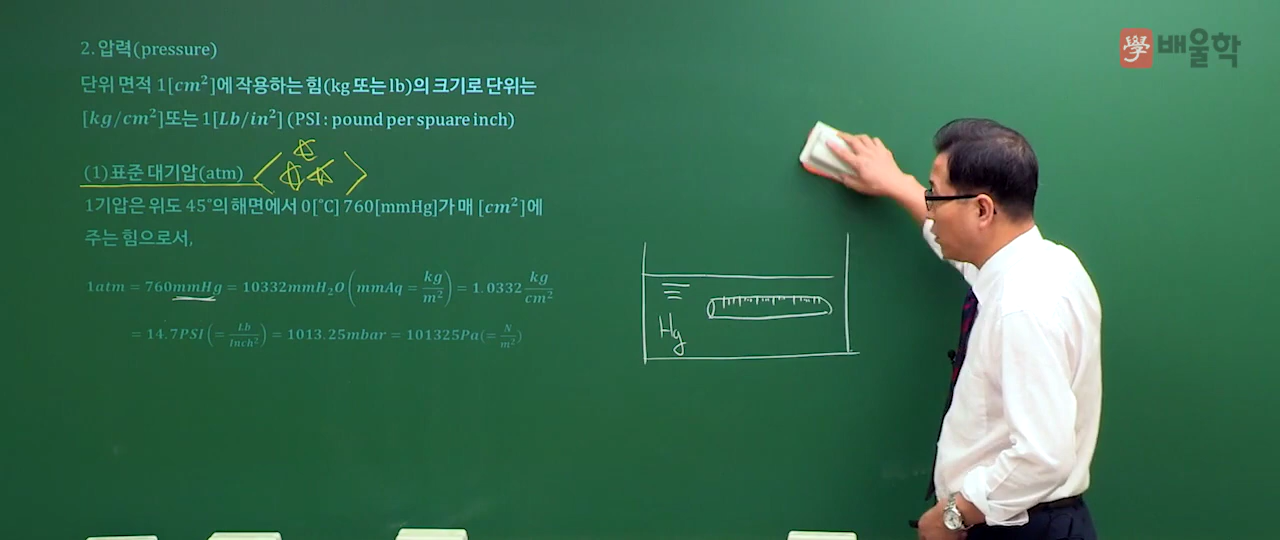 2. 압력(pressure)
단위 면적 1[cm²]에 작용하는 힘(kg 또는 lb)의 크기로 단위는
[kg/cm²]또는 1[Lb/in²] (PSI : pound per spuare inch)
(1)표준 대기압(atm)
1기압은 위도 45°의 해면에서 0[°C] 760[mmHg]가 매 [cm²]에
주는 힘으로서,
1atm = 760mmHg = 10332mmH₂O(mmAq = kg/m²) = 1.0332 kg/cm²
= 14.7PSI(= Lb/Inch²) = 1013.25mbar = 101325Pa(= N/m²)
Hg
學 배울학